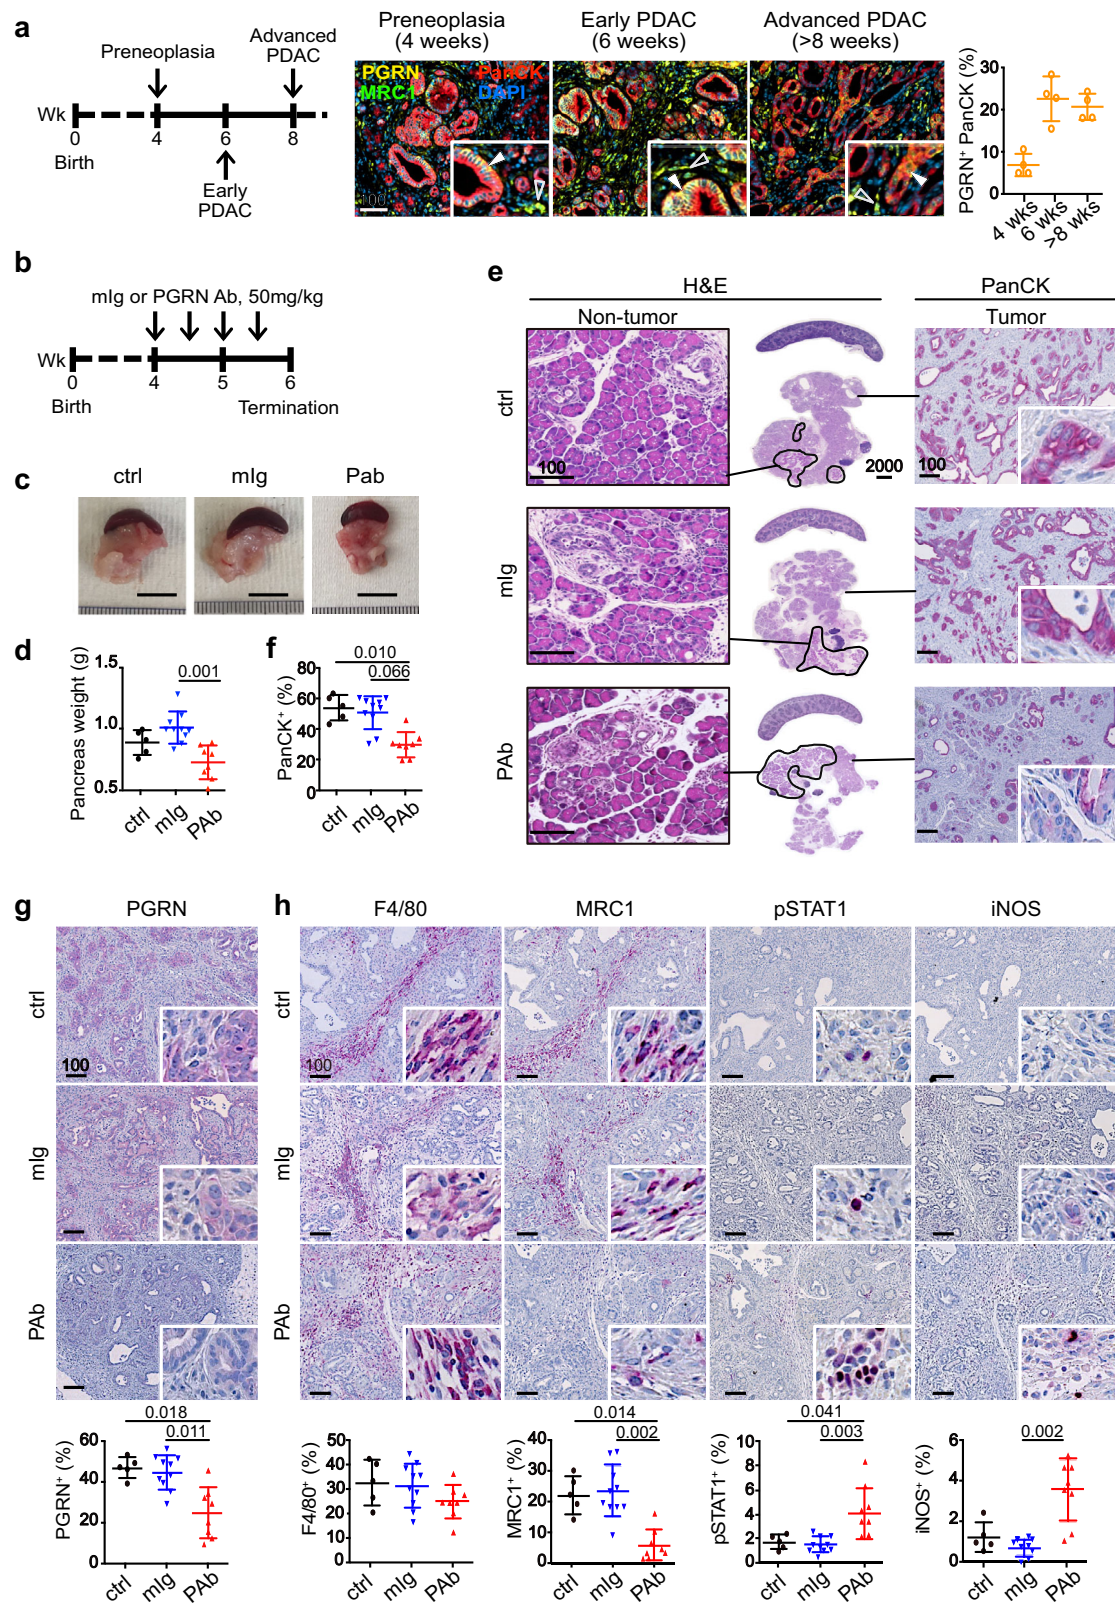 a
Preneoplasia
Advanced
PDAC
Wk
0
4
6
8
Birth
Early
PDAC
Preneoplasia
(4 weeks)
Early PDAC
(6 weeks)
Advanced PDAC
(>8 weeks)
PGRN
PanCK
MRC1
DAPI
100
PGRN⁺ PanCK (%)
30
20
10
0
4 wks
6 wks
>8 wks
b
mIg or PGRN Ab, 50mg/kg
Wk
0
4
5
6
Birth
Termination
c
ctrl
mIg
Pab
d
Pancreas weight (g)
1.5
1.0
0.5
0.001
ctrl
mIg
PAb
f
PanCK⁺ (%)
80
60
40
20
0
0.010
0.066
ctrl
mIg
PAb
e
H&E
PanCK
Non-tumor
Tumor
ctrl
100
2000
100
mIg
PAb
g
PGRN
ctrl
100
mIg
PAb
0.018
0.011
PGRN⁺ (%)
60
40
20
0
ctrl
mIg
PAb
h
F4/80
MRC1
pSTAT1
iNOS
100
F4/80⁺ (%)
50
40
30
20
10
0
ctrl
mIg
PAb
0.014
0.002
MRC1⁺ (%)
40
30
20
10
0
ctrl
mIg
PAb
0.041
0.003
pSTAT1⁺ (%)
10
8
6
4
2
0
ctrl
mIg
PAb
0.002
iNOS⁺ (%)
6
4
2
0
ctrl
mIg
PAb